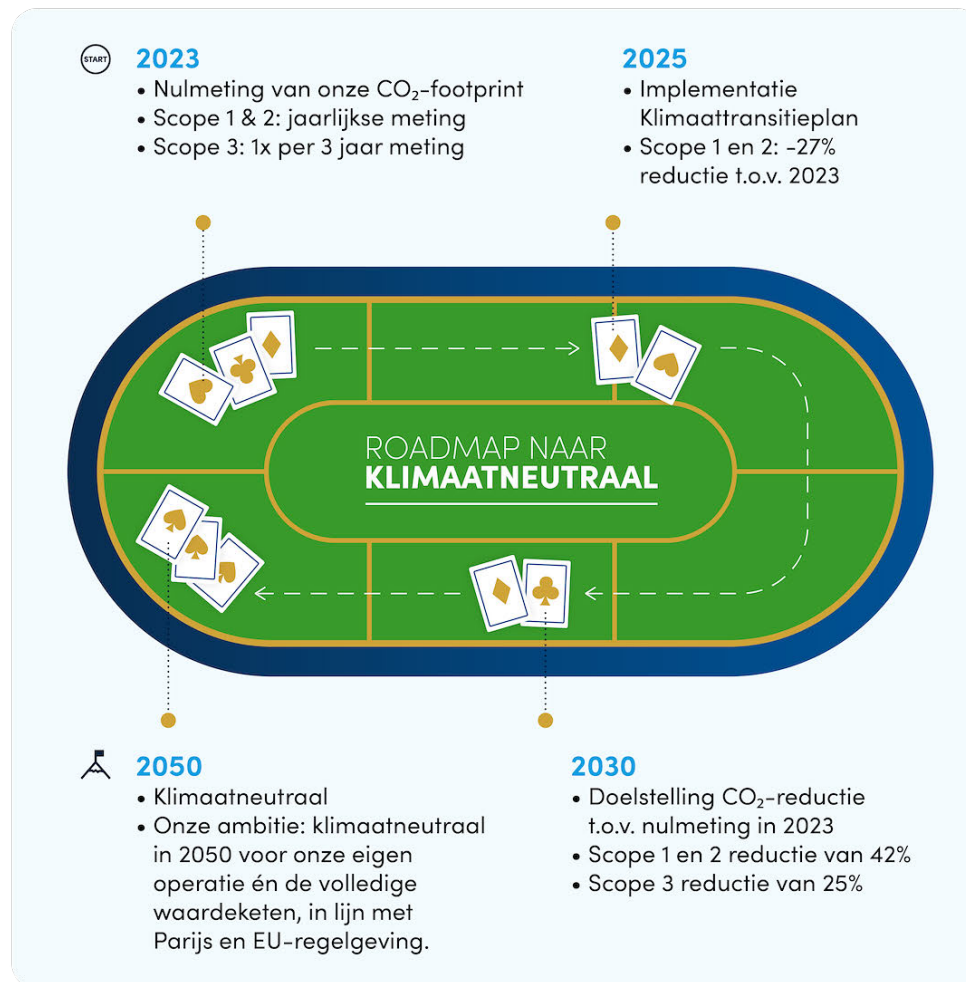 START
2023
• Nulmeting van onze CO₂-footprint
• Scope 1 & 2: jaarlijkse meting
• Scope 3: 1x per 3 jaar meting
2025
• Implementatie
Klimaattransitieplan
• Scope 1 en 2: -27%
reductie t.o.v. 2023
ROADMAP NAAR
KLIMAATNEUTRAAL
2050
• Klimaatneutraal
• Onze ambitie: klimaatneutraal
in 2050 voor onze eigen
operatie én de volledige
waardeketen, in lijn met
Parijs en EU-regelgeving.
2030
• Doelstelling CO₂-reductie
t.o.v. nulmeting in 2023
• Scope 1 en 2 reductie van 42%
• Scope 3 reductie van 25%